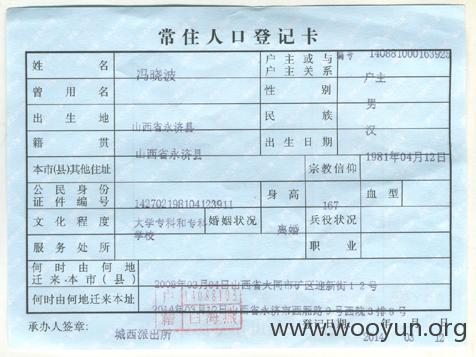 常住人口登记卡
编号 140881000163923
姓名 冯晓波 户主或与户主关系 户主
曾用名 性别 男
出生地 山西省永济县 民族 汉
籍贯 山西省永济县 出生日期 1981年04月12日
本市(县)其他住址 宗教信仰
公民身份证件编号 142702198104123911 身高 167 血型
文化程度 大学专科和专科学校 婚姻状况 离婚 兵役状况
服务处所 职业
何时由何地迁来本市(县) 2008年03月04日山西省大同市矿区迎新街12号
何时由何地迁来本址
承办人签章: 登记日期: 年 月 日
城西派出所 2014 03 12
www.wooyun.org